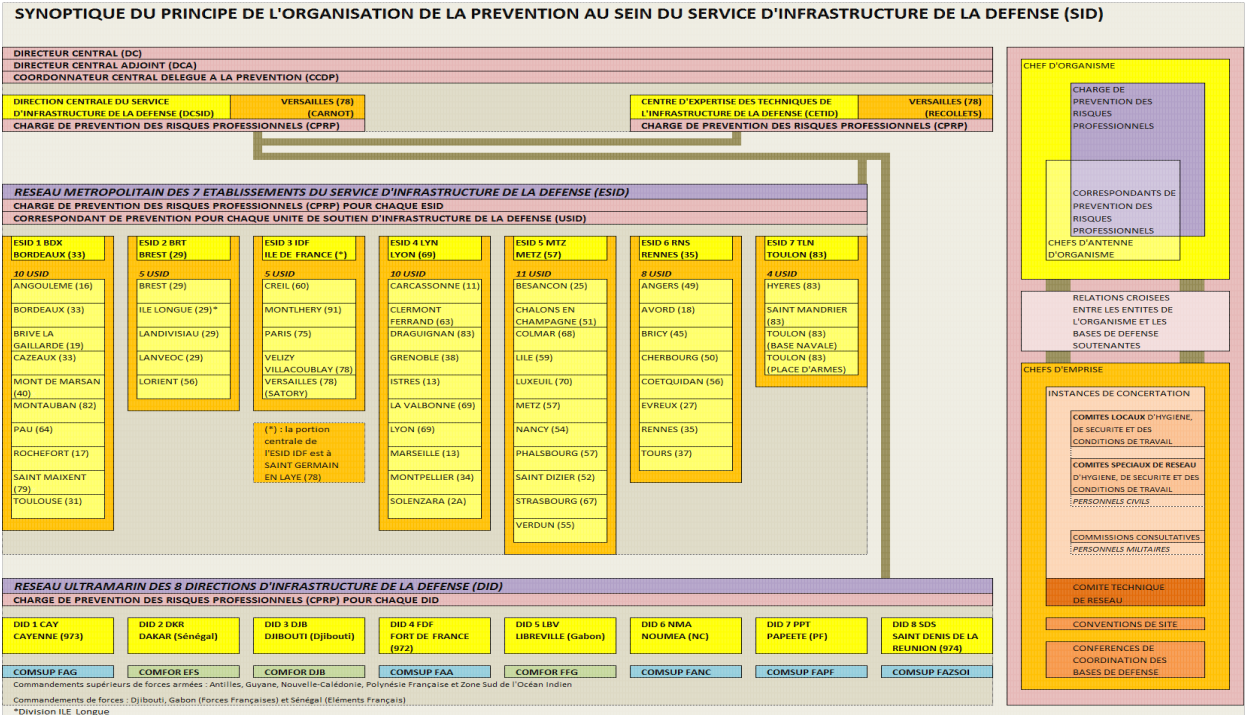 SYNOPTIQUE DU PRINCIPE DE L'ORGANISATION DE LA PREVENTION AU SEIN DU SERVICE D'INFRASTRUCTURE DE LA DEFENSE (SID)
DIRECTEUR CENTRAL (DC)
DIRECTEUR CENTRAL ADJOINT (DCA)
COORDONNATEUR CENTRAL DELEGUE A LA PREVENTION (CCDP)
DIRECTION CENTRALE DU SERVICE
D'INFRASTRUCTURE DE LA DEFENSE (DCSID)
VERSAILLES (78)
(CARNOT)
CHARGE DE PREVENTION DES RISQUES PROFESSIONNELS (CPRP)
CENTRE D'EXPERTISE DES TECHNIQUES DE
L'INFRASTRUCTURE DE LA DEFENSE (CETID)
VERSAILLES (78)
(RECOLLETS)
CHARGE DE PREVENTION DES RISQUES PROFESSIONNELS (CPRP)
RESEAU METROPOLITAIN DES 7 ETABLISSEMENTS DU SERVICE D'INFRASTRUCTURE DE LA DEFENSE (ESID)
CHARGE DE PREVENTION DES RISQUES PROFESSIONNELS (CPRP) POUR CHAQUE ESID
CORRESPONDANT DE PREVENTION POUR CHAQUE UNITE DE SOUTIEN D'INFRASTRUCTURE DE LA DEFENSE (USID)
ESID 1 BDX
BORDEAUX (33)
10 USID
ANGOULEME (16)
BORDEAUX (33)
BRIVE LA
GAILLARDE (19)
CAZEAUX (33)
MONT DE MARSAN
(40)
MONTAUBAN (82)
PAU (64)
ROCHEFORT (17)
SAINT MAIXENT
(79)
TOULOUSE (31)
ESID 2 BRT
BREST (29)
5 USID
BREST (29)
ILE LONGUE (29)*
LANDIVISIAU (29)
LANVEOC (29)
LORIENT (56)
ESID 3 IDF
ILE DE FRANCE (*)
5 USID
CREIL (60)
MONTLHERY (91)
PARIS (75)
VELIZY
VILLACOUBLAY (78)
VERSAILLES (78)
(SATORY)
(*) : la portion
centrale de
l'ESID IDF est à
SAINT GERMAIN
EN LAYE (78)
ESID 4 LYN
LYON (69)
10 USID
CARCASSONNE (11)
CLERMONT
FERRAND (63)
DRAGUIGNAN (83)
GRENOBLE (38)
ISTRES (13)
LA VALBONNE (69)
LYON (69)
MARSEILLE (13)
MONTPELLIER (34)
SOLENZARA (2A)
ESID 5 MTZ
METZ (57)
11 USID
BESANCON (25)
CHALONS EN
CHAMPAGNE (51)
COLMAR (68)
LILE (59)
LUXEUIL (70)
METZ (57)
NANCY (54)
PHALSBOURG (57)
SAINT DIZIER (52)
STRASBOURG (67)
VERDUN (55)
ESID 6 RNS
RENNES (35)
8 USID
ANGERS (49)
AVORD (18)
BRICY (45)
CHERBOURG (50)
COETQUIDAN (56)
EVREUX (27)
RENNES (35)
TOURS (37)
ESID 7 TLN
TOULON (83)
4 USID
HYERES (83)
SAINT MANDRIER
(83)
TOULON (83)
(BASE NAVALE)
TOULON (83)
(PLACE D'ARMES)
RESEAU ULTRAMARIN DES 8 DIRECTIONS D'INFRASTRUCTURE DE LA DEFENSE (DID)
CHARGE DE PREVENTION DES RISQUES PROFESSIONNELS (CPRP) POUR CHAQUE DID
DID 1 CAY
CAYENNE (973)
COMSUP FAG
DID 2 DKR
DAKAR (Sénégal)
COMFOR EFS
DID 3 DJB
DJIBOUTI (Djibouti)
COMFOR DJB
DID 4 FDF
FORT DE FRANCE
(972)
COMSUP FAA
DID 5 LBV
LIBREVILLE (Gabon)
COMFOR FFG
DID 6 NMA
NOUMEA (NC)
COMSUP FANC
DID 7 PPT
PAPEETE (PF)
COMSUP FAPF
DID 8 SDS
SAINT DENIS DE LA
REUNION (974)
COMSUP FAZSOI
Commandements supérieurs de forces armées : Antilles, Guyane, Nouvelle-Calédonie, Polynésie Française et Zone Sud de l'Océan Indien
Commandements de forces : Djibouti, Gabon (Forces Françaises) et Sénégal (Eléments Français)
*Division ILE Longue
CHEF D'ORGANISME
CHARGE DE
PREVENTION DES
RISQUES
PROFESSIONNELS
CORRESPONDANTS DE
PREVENTION DES
RISQUES
PROFESSIONNELS
CHEFS D'ANTENNE
D'ORGANISME
RELATIONS CROISEES
ENTRE LES ENTITES DE
L'ORGANISME ET LES
BASES DE DEFENSE
SOUTENANTES
CHEFS D'EMPRISE
INSTANCES DE CONCERTATION
COMITES LOCAUX D'HYGIENE,
DE SECURITE ET DES
CONDITIONS DE TRAVAIL
COMITES SPECIAUX DE RESEAU
D'HYGIENE, DE SECURITE ET DES
CONDITIONS DE TRAVAIL
PERSONNELS CIVILS
COMMISSIONS CONSULTATIVES
PERSONNELS MILITAIRES
COMITE TECHNIQUE
DE RESEAU
CONVENTIONS DE SITE
CONFERENCES DE
COORDINATION DES
BASES DE DEFENSE